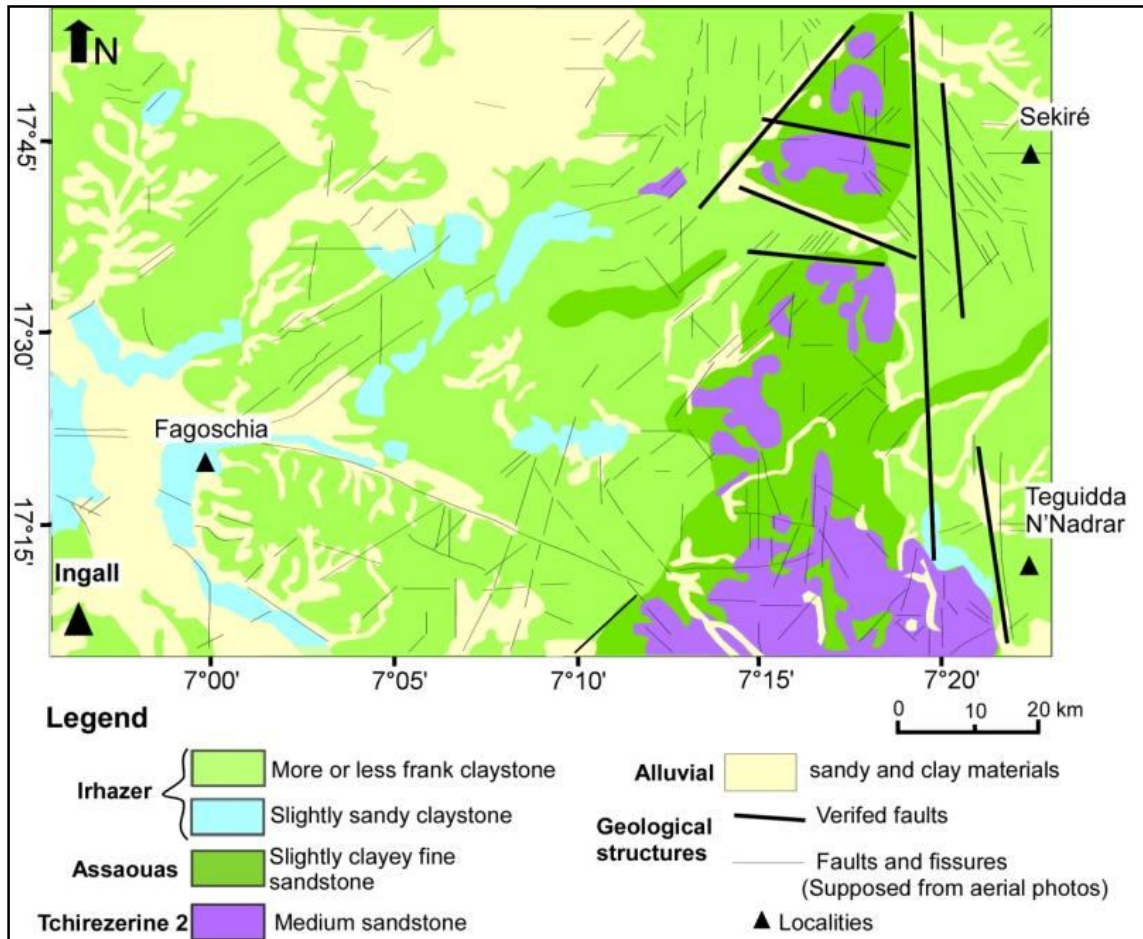 N
Sekiré
17°45'
17°30'
Fagoschia
17°15'
Teguidda
N'Nadrar
Ingall
7°00' 7°05' 7°10' 7°15' 7°20'
Legend
0 10 20 km
Irhazer
More or less frank claystone
Slightly sandy claystone
Assaouas
Slightly clayey fine
sandstone
Tchirezerine 2
Medium sandstone
Alluvial
sandy and clay materials
Geological
structures
Verifed faults
Faults and fissures
(Supposed from aerial photos)
Localities